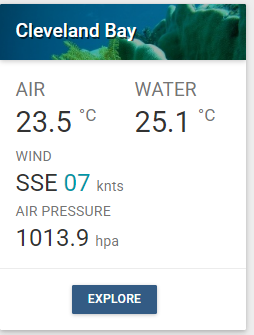 Cleveland Bay
AIR WATER
23.5 °C 25.1 °C
WIND
SSE 07 knts
AIR PRESSURE
1013.9 hpa
EXPLORE